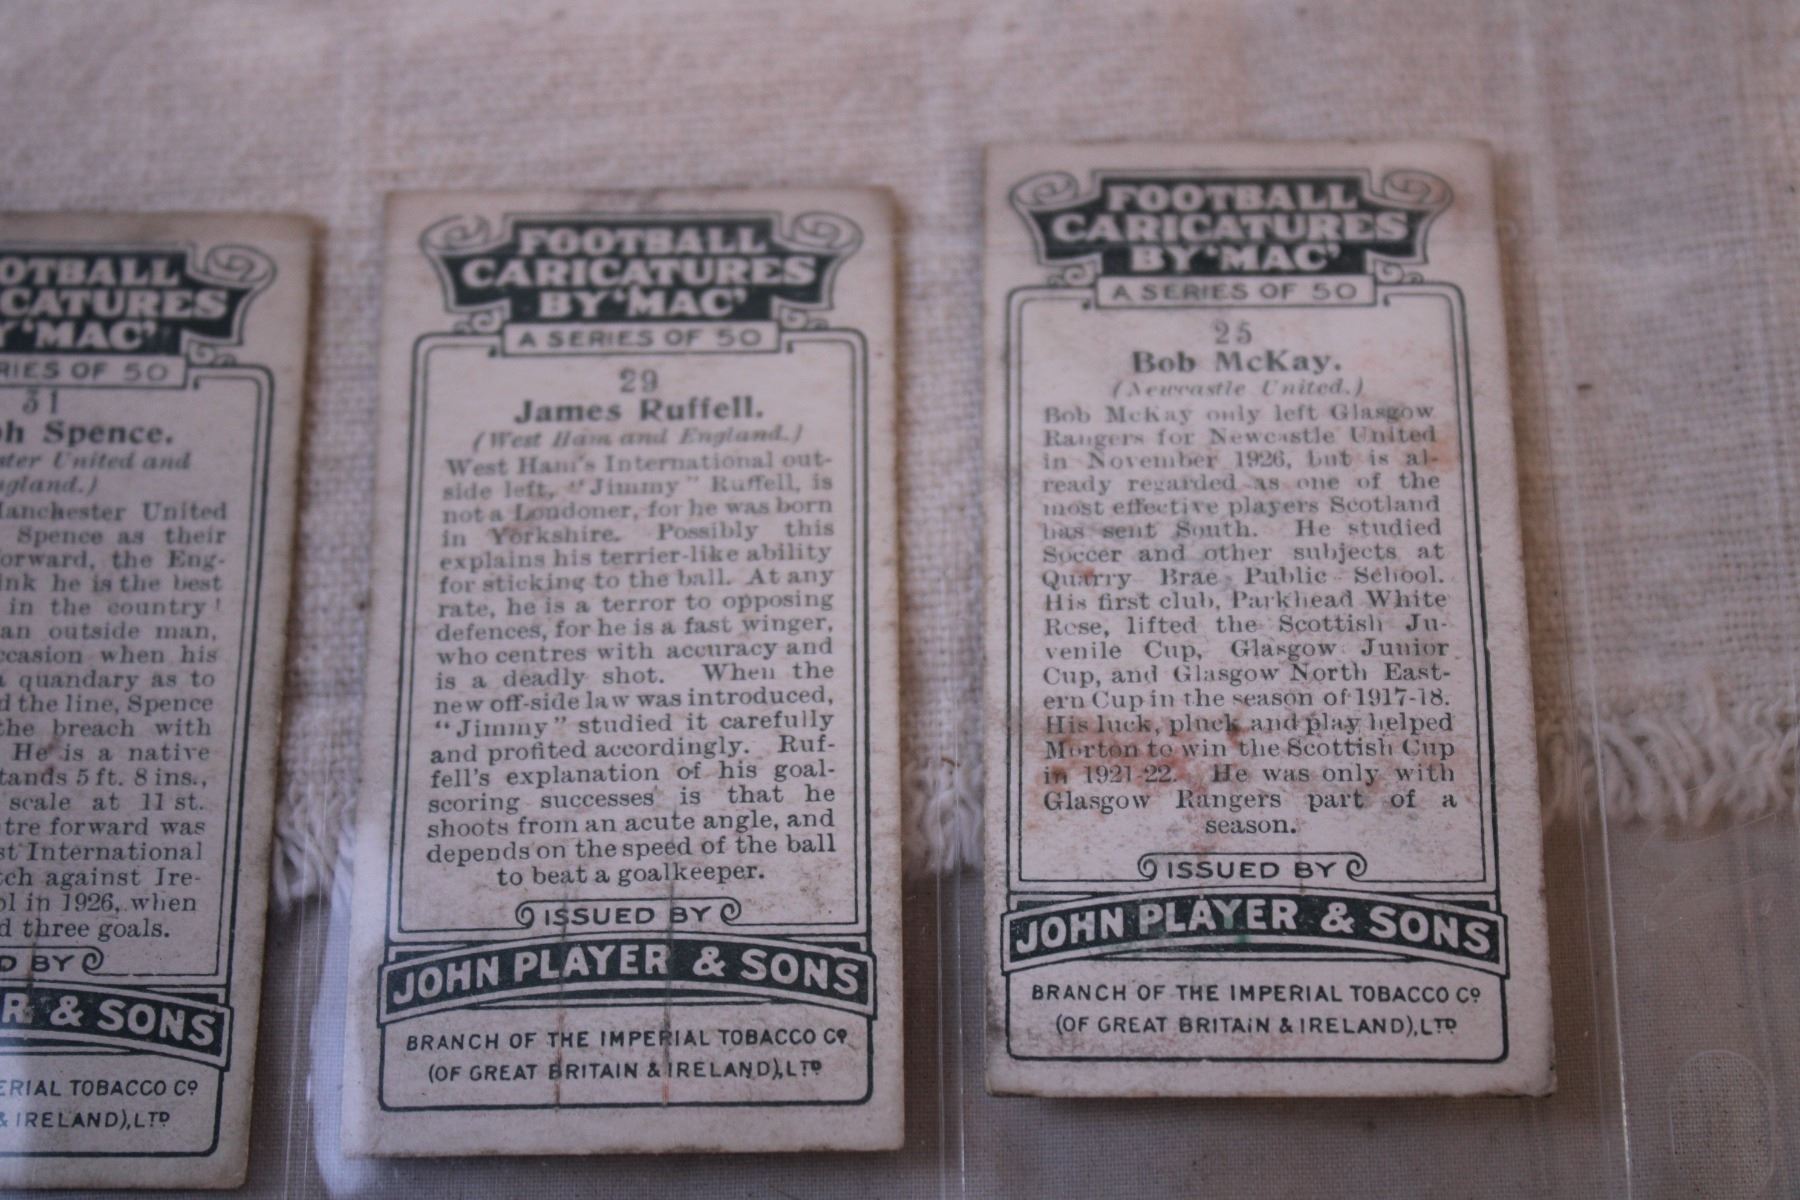 OTBALL
CATURES
Y 'MAC'
RIES OF 50
31
ph Spence.
ter United and
ngland.)
Manchester United
Spence as their
orward, the Eng-
ink he is the best
in the country!
an outside man,
ccasion when his
a quandary as to
d the line, Spence
the breach with
He is a native
tands 5 ft. 8 ins.,
scale at 11 st.
tre forward was
st International
tch against Ire-
ol in 1926, when
d three goals.
D BY
R & SONS
ERIAL TOBACCO Co
& IRELAND), LTD
FOOTBALL
CARICATURES
BY 'MAC'
A SERIES OF 50
29
James Ruffell.
(West Ham and England.)
West Ham's International out-
side left, "Jimmy" Ruffell, is
not a Londoner, for he was born
in Yorkshire. Possibly this
explains his terrier-like ability
for sticking to the ball. At any
rate, he is a terror to opposing
defences, for he is a fast winger,
who centres with accuracy and
is a deadly shot. When the
new off-side law was introduced,
"Jimmy" studied it carefully
and profited accordingly. Ruf-
fell's explanation of his goal-
scoring successes is that he
shoots from an acute angle, and
depends on the speed of the ball
to beat a goalkeeper.
ISSUED BY
JOHN PLAYER & SONS
BRANCH OF THE IMPERIAL TOBACCO Co
(OF GREAT BRITAIN & IRELAND), LTD
FOOTBALL
CARICATURES
BY 'MAC'
A SERIES OF 50
25
Bob McKay.
(Newcastle United.)
Bob McKay only left Glasgow
Rangers for Newcastle United
in November 1926, but is al-
ready regarded as one of the
most effective players Scotland
has sent South. He studied
Soccer and other subjects at
Quarry Brae Public School.
His first club, Parkhead White
Rose, lifted the Scottish Ju-
venile Cup, Glasgow Junior
Cup, and Glasgow North East-
ern Cup in the season of 1917-18.
His luck, pluck and play helped
Morton to win the Scottish Cup
in 1921-22. He was only with
Glasgow Rangers part of a
season.
ISSUED BY
JOHN PLAYER & SONS
BRANCH OF THE IMPERIAL TOBACCO Co
(OF GREAT BRITAIN & IRELAND), LTD